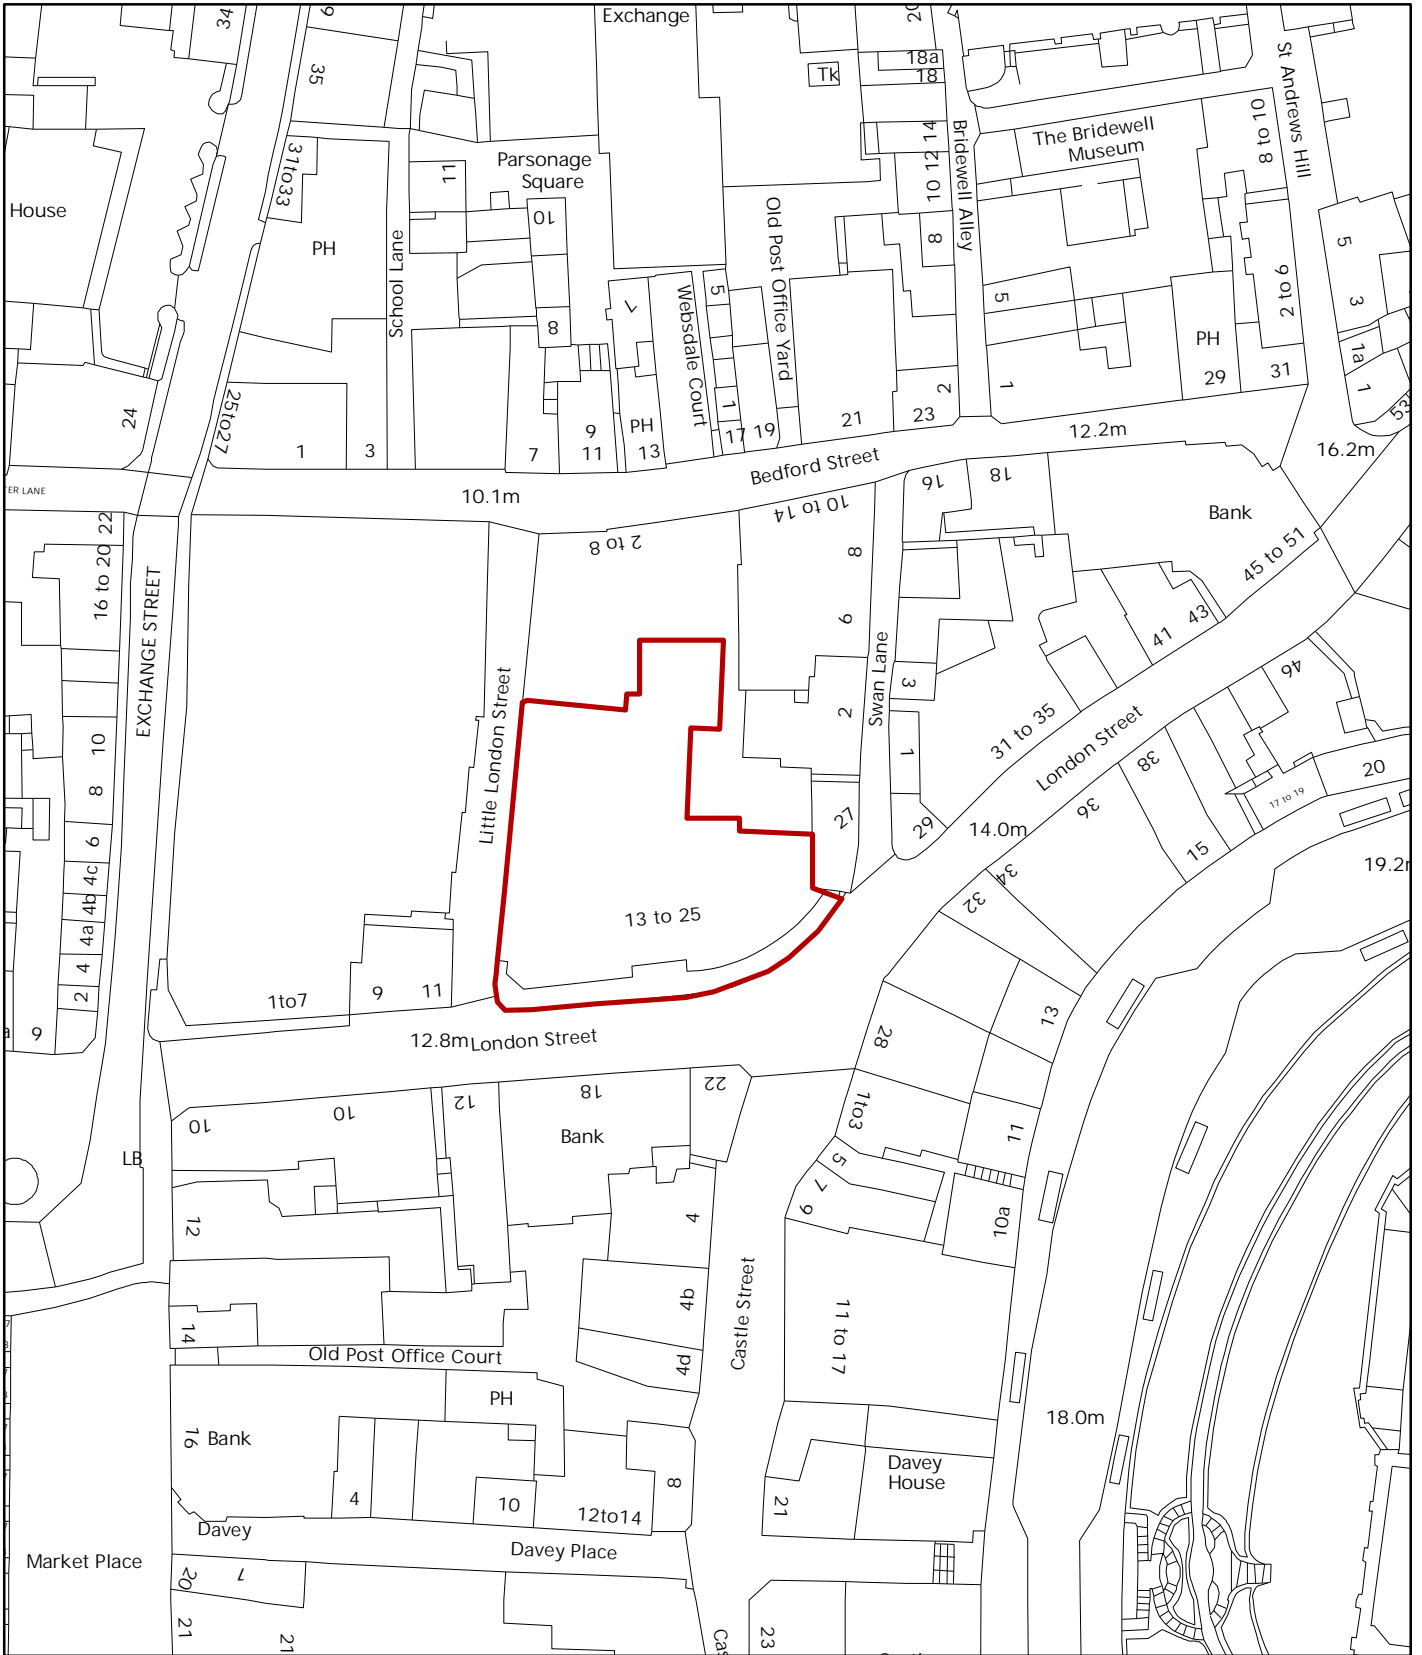 34
9
Exchange
20
35
Tk
18a
18
St Andrews Hill
31to33
11
Parsonage
Square
14
10 12
Bridewell Alley
The Bridewell
Museum
10 to 8
House
PH
School Lane
10
Old Post Office Yard
8
5
3
6 to 2
7
Websdale Court
5
5
8
PH
1a
24
25to27
1
3
7
9
11
PH
13
1
17
19
21
2
23
1
29
31
1
53
12.2m
16.2m
Bedford Street
ER LANE
10.1m
22
16 to 20
EXCHANGE STREET
2 to 8
10 to 14
8
6
16
18
Bank
45 to 51
43
41
Little London Street
Swan Lane
3
2
1
31 to 35
London Street
46
10
8
6
4c
4b
4a
4
2
9
27
29
14.0m
38
36
20
17 to 19
15
19.2
34
32
13 to 25
1to7
9
11
12.8m
London Street
28
13
10
10
12
18
22
Bank
1to3
11
LB
5
7
9
12
4
10a
14
4b
4d
Castle Street
11 to 17
Old Post Office Court
PH
16
Bank
18.0m
4
10
12to14
8
Davey
House
21
Davey
Davey Place
Market Place
20
1
21
21
Cas
23